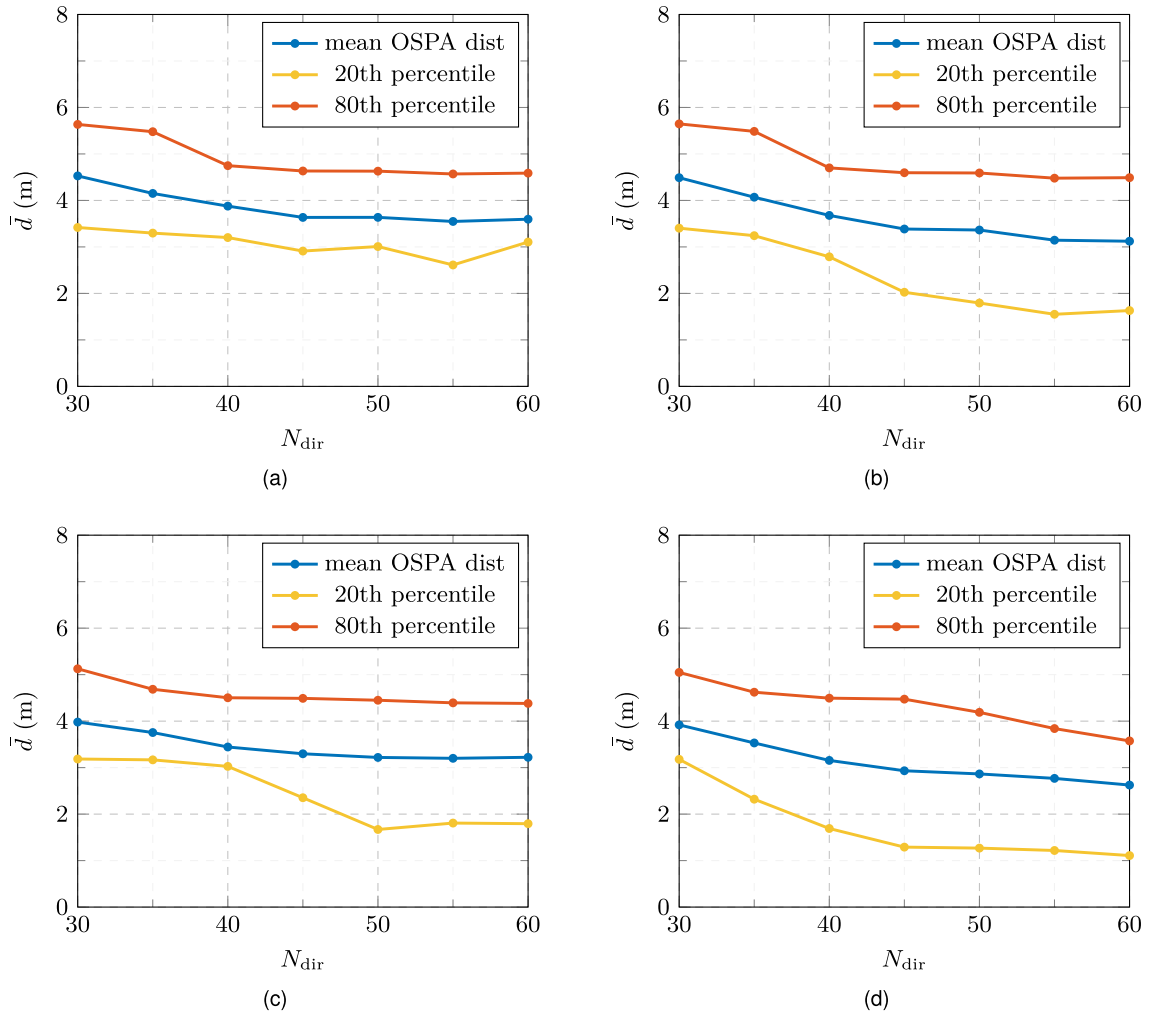 8
6
4
2
0
30
40
50
60
d̄ (m)
N_dir
mean OSPA dist
20th percentile
80th percentile
(a)
8
6
4
2
0
30
40
50
60
d̄ (m)
N_dir
mean OSPA dist
20th percentile
80th percentile
(b)
8
6
4
2
0
30
40
50
60
d̄ (m)
N_dir
mean OSPA dist
20th percentile
80th percentile
(c)
8
6
4
2
0
30
40
50
60
d̄ (m)
N_dir
mean OSPA dist
20th percentile
80th percentile
(d)